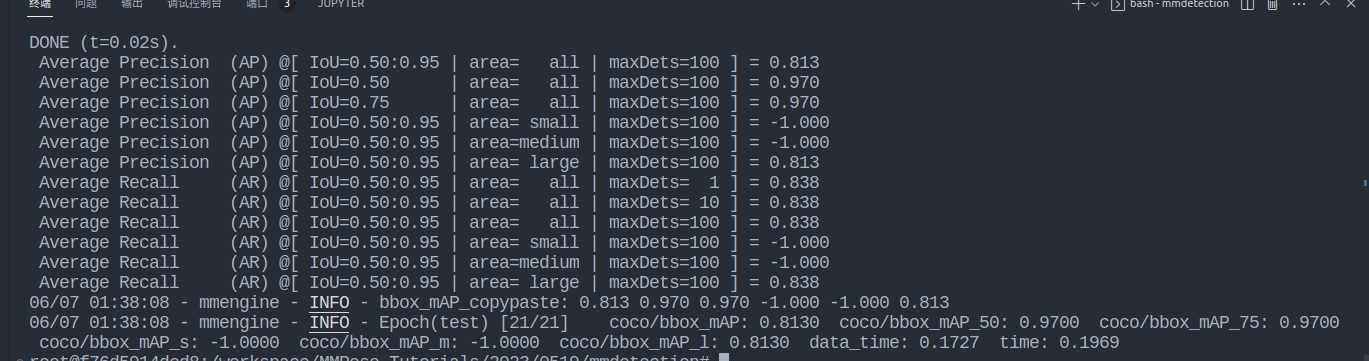 终端 问题 输出 调试控制台 端口 3 JUPYTER bash - mmdetection
DONE (t=0.02s).
Average Precision (AP) @[ IoU=0.50:0.95 | area= all | maxDets=100 ] = 0.813
Average Precision (AP) @[ IoU=0.50 | area= all | maxDets=100 ] = 0.970
Average Precision (AP) @[ IoU=0.75 | area= all | maxDets=100 ] = 0.970
Average Precision (AP) @[ IoU=0.50:0.95 | area= small | maxDets=100 ] = -1.000
Average Precision (AP) @[ IoU=0.50:0.95 | area=medium | maxDets=100 ] = -1.000
Average Precision (AP) @[ IoU=0.50:0.95 | area= large | maxDets=100 ] = 0.813
Average Recall (AR) @[ IoU=0.50:0.95 | area= all | maxDets= 1 ] = 0.838
Average Recall (AR) @[ IoU=0.50:0.95 | area= all | maxDets= 10 ] = 0.838
Average Recall (AR) @[ IoU=0.50:0.95 | area= all | maxDets=100 ] = 0.838
Average Recall (AR) @[ IoU=0.50:0.95 | area= small | maxDets=100 ] = -1.000
Average Recall (AR) @[ IoU=0.50:0.95 | area=medium | maxDets=100 ] = -1.000
Average Recall (AR) @[ IoU=0.50:0.95 | area= large | maxDets=100 ] = 0.838
06/07 01:38:08 - mmengine - INFO - bbox_mAP_copypaste: 0.813 0.970 0.970 -1.000 -1.000 0.813
06/07 01:38:08 - mmengine - INFO - Epoch(test) [21/21] coco/bbox_mAP: 0.8130 coco/bbox_mAP_50: 0.9700 coco/bbox_mAP_75: 0.9700
coco/bbox_mAP_s: -1.0000 coco/bbox_mAP_m: -1.0000 coco/bbox_mAP_l: 0.8130 data_time: 0.1727 time: 0.1969
root@f76d5914dcd8:/workspace/MMPose-Tutorials/2023/0519/mmdetection#